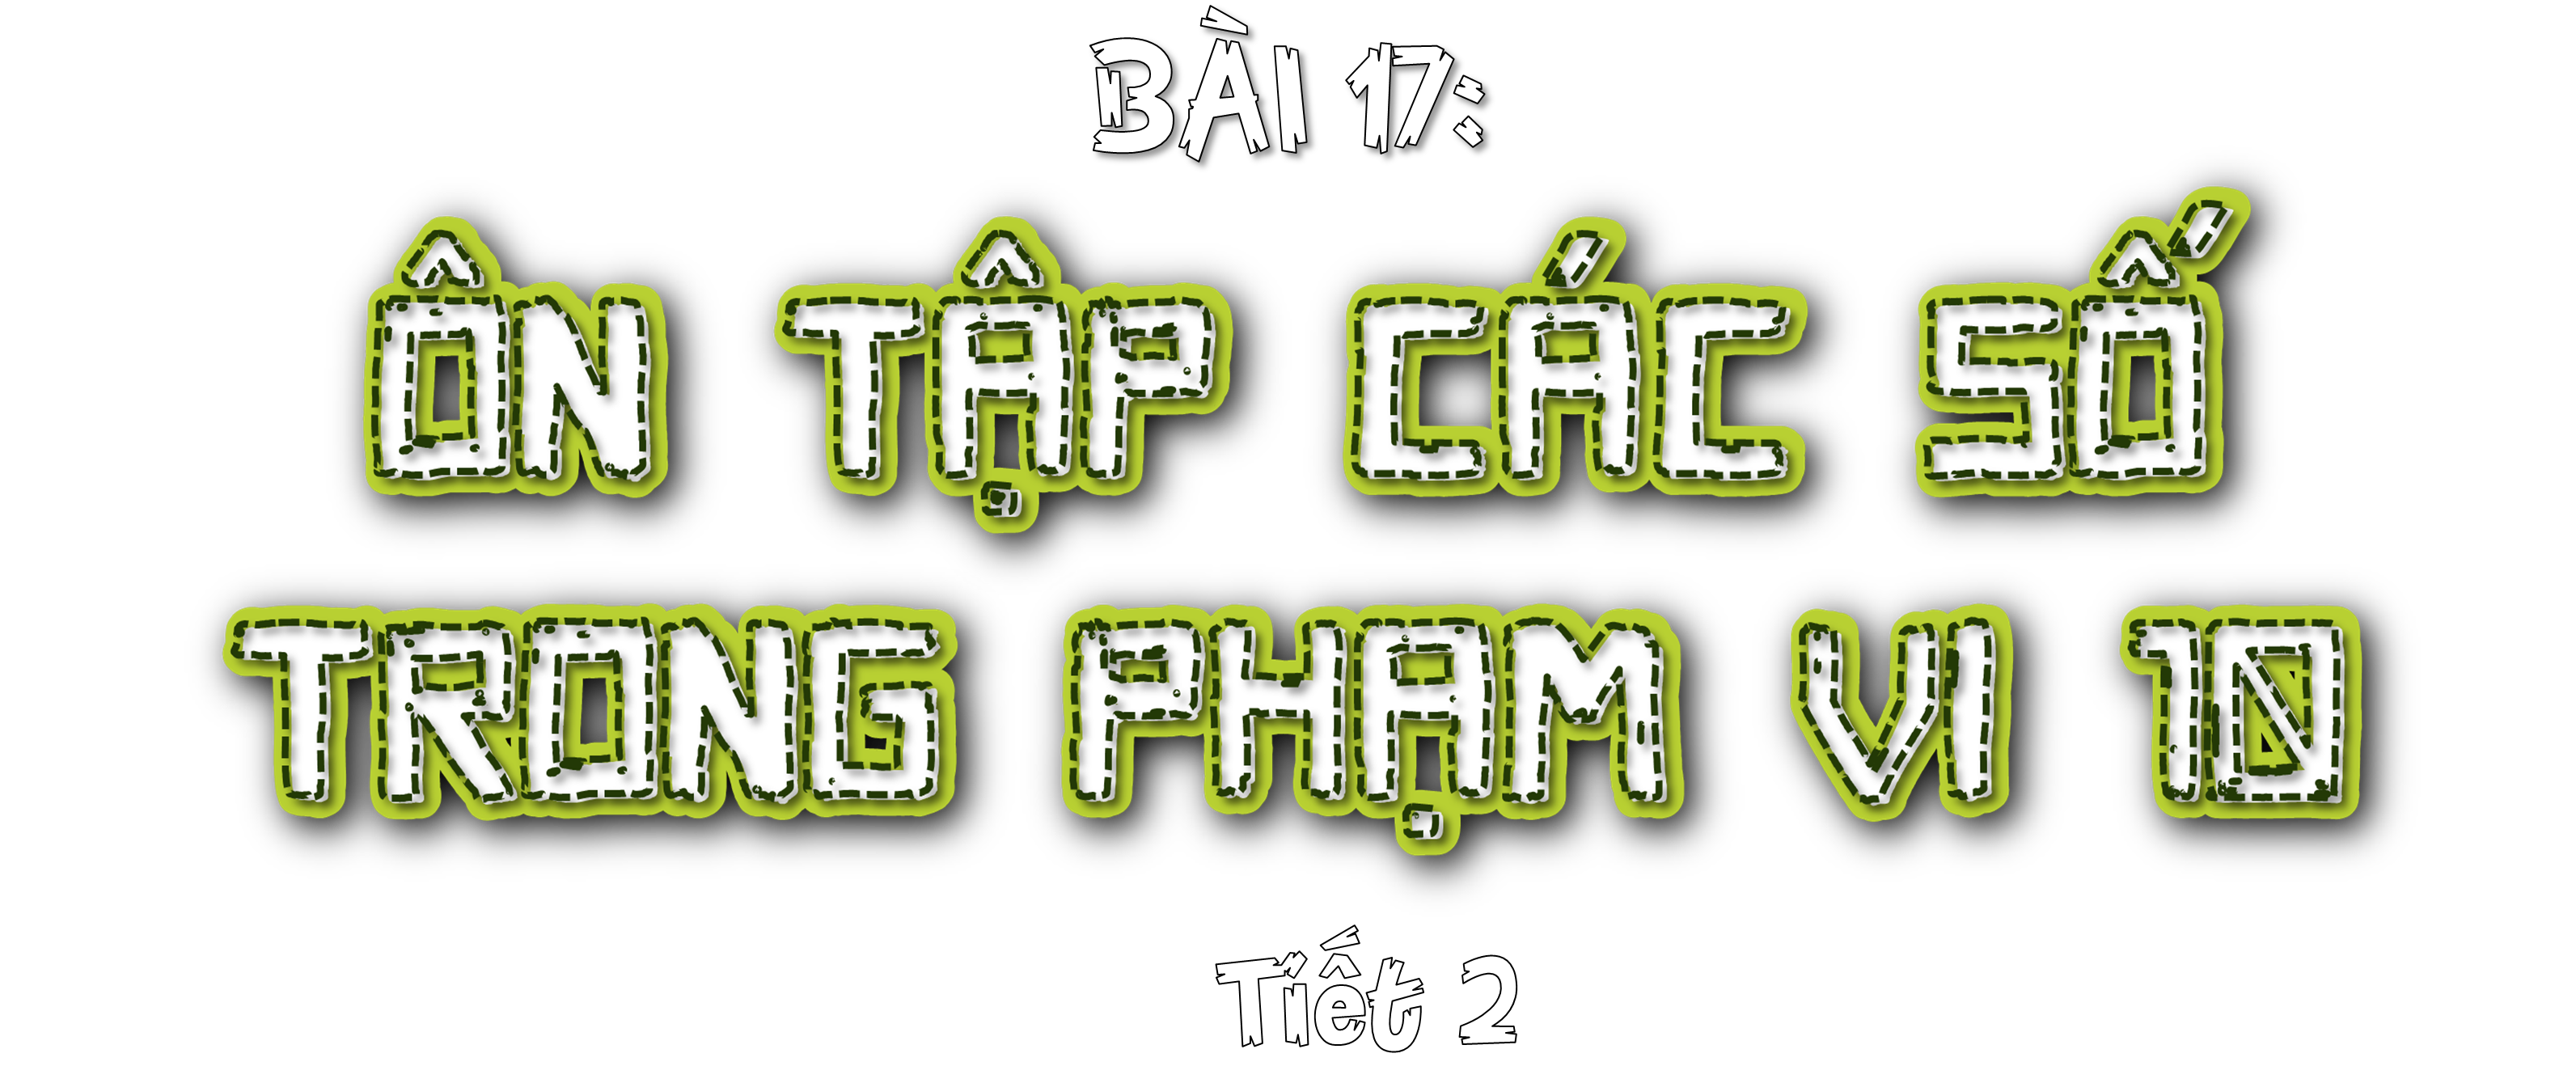 BÀI 17:
ÔN TẬP CÁC SỐ
TRONG PHẠM VI 10
Tiết 2